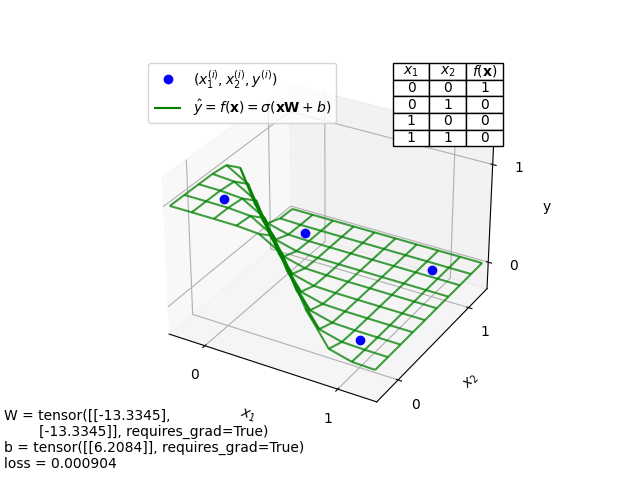 (x₁⁽ⁱ⁾, x₂⁽ⁱ⁾, y⁽ⁱ⁾)
ŷ = f(𝐱) = σ(𝐱𝐖 + b)
x₁ x₂ f(𝐱)
0 0 1
0 1 0
1 0 0
1 1 0
1
y
0
1
x₂
0
0
x₁
1
W = tensor([[-13.3345],
[-13.3345]], requires_grad=True)
b = tensor([[6.2084]], requires_grad=True)
loss = 0.000904